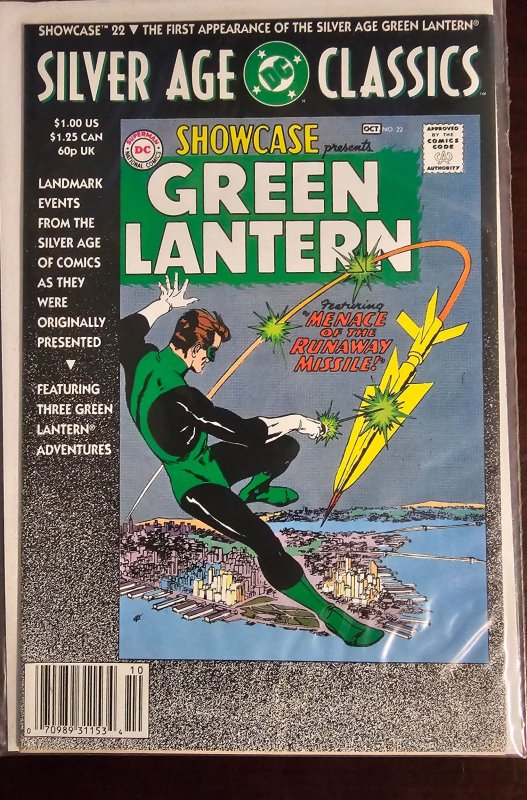 SHOWCASE™ 22 ▼ THE FIRST APPEARANCE OF THE SILVER AGE GREEN LANTERN®
SILVER AGE DC CLASSICS™
$1.00 US
$1.25 CAN
60p UK
LANDMARK
EVENTS
FROM THE
SILVER AGE
OF COMICS
AS THEY
WERE
ORIGINALLY
PRESENTED
▼
FEATURING
THREE GREEN
LANTERN®
ADVENTURES
SUPERMAN
DC
NATIONAL COMICS
SHOWCASE presents
OCT NO. 22
APPROVED
BY THE
COMICS
CODE
AUTHORITY
GREEN
LANTERN
Featuring
"MENACE
OF THE
RUNAWAY
MISSILE!"
10
0 70989 31153 4